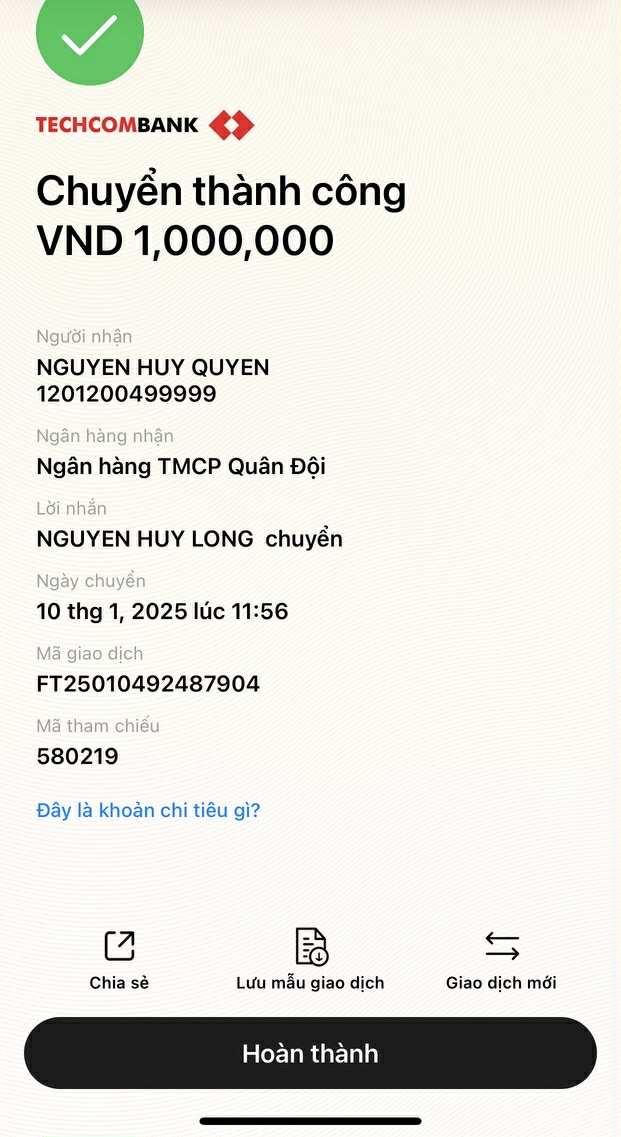 TECHCOMBANK
Chuyển thành công
VND 1,000,000
Người nhận
NGUYEN HUY QUYEN
1201200499999
Ngân hàng nhận
Ngân hàng TMCP Quân Đội
Lời nhắn
NGUYEN HUY LONG  chuyển
Ngày chuyển
10 thg 1, 2025 lúc 11:56
Mã giao dịch
FT25010492487904
Mã tham chiếu
580219
Đây là khoản chi tiêu gì?
Chia sẻ
Lưu mẫu giao dịch
Giao dịch mới
Hoàn thành